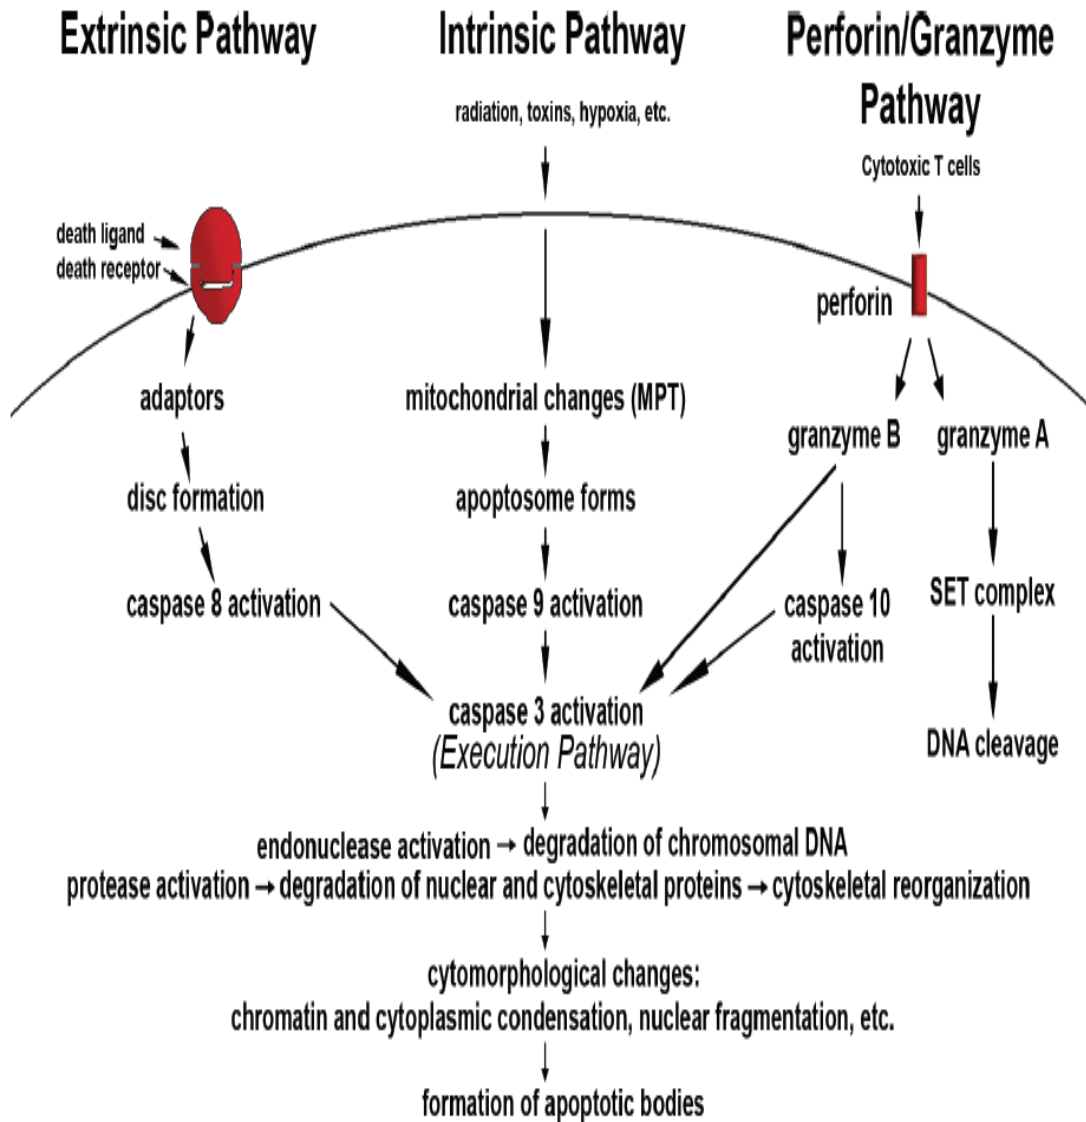 Extrinsic Pathway
Intrinsic Pathway
Perforin/Granzyme
Pathway
radiation, toxins, hypoxia, etc.
Cytotoxic T cells
death ligand
death receptor
perforin
adaptors
mitochondrial changes (MPT)
granzyme B
granzyme A
disc formation
apoptosome forms
caspase 8 activation
caspase 9 activation
caspase 10
activation
SET complex
DNA cleavage
caspase 3 activation
(Execution Pathway)
endonuclease activation → degradation of chromosomal DNA
protease activation → degradation of nuclear and cytoskeletal proteins → cytoskeletal reorganization
cytomorphological changes:
chromatin and cytoplasmic condensation, nuclear fragmentation, etc.
formation of apoptotic bodies